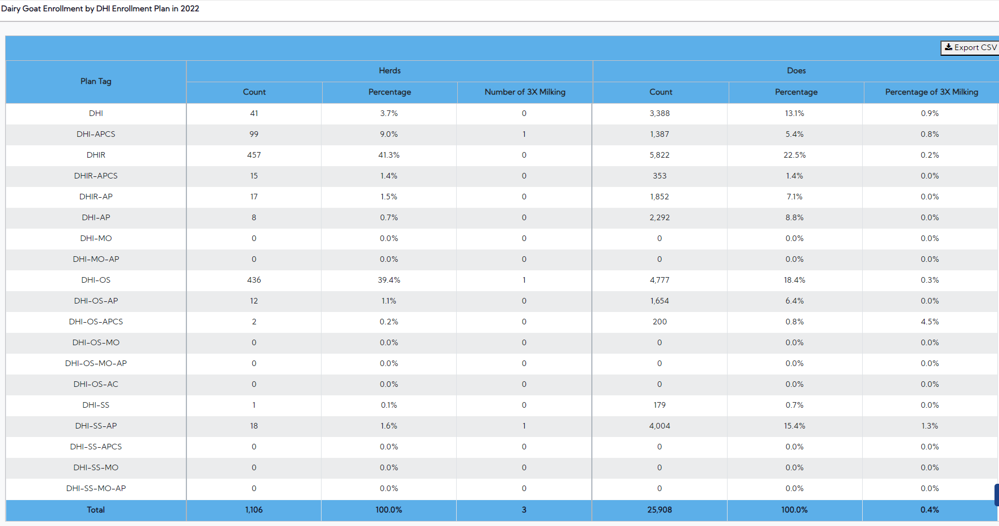 Dairy Goat Enrollment by DHI Enrollment Plan in 2022
Export CSV
Plan Tag Herds Does
Count Percentage Number of 3X Milking Count Percentage Percentage of 3X Milking
DHI 41 3.7% 0 3,388 13.1% 0.9%
DHI-APCS 99 9.0% 1 1,387 5.4% 0.8%
DHIR 457 41.3% 0 5,822 22.5% 0.2%
DHIR-APCS 15 1.4% 0 353 1.4% 0.0%
DHIR-AP 17 1.5% 0 1,852 7.1% 0.0%
DHI-AP 8 0.7% 0 2,292 8.8% 0.0%
DHI-MO 0 0.0% 0 0 0.0% 0.0%
DHI-MO-AP 0 0.0% 0 0 0.0% 0.0%
DHI-OS 436 39.4% 1 4,777 18.4% 0.3%
DHI-OS-AP 12 1.1% 0 1,654 6.4% 0.0%
DHI-OS-APCS 2 0.2% 0 200 0.8% 4.5%
DHI-OS-MO 0 0.0% 0 0 0.0% 0.0%
DHI-OS-MO-AP 0 0.0% 0 0 0.0% 0.0%
DHI-OS-AC 0 0.0% 0 0 0.0% 0.0%
DHI-SS 1 0.1% 0 179 0.7% 0.0%
DHI-SS-AP 18 1.6% 1 4,004 15.4% 1.3%
DHI-SS-APCS 0 0.0% 0 0 0.0% 0.0%
DHI-SS-MO 0 0.0% 0 0 0.0% 0.0%
DHI-SS-MO-AP 0 0.0% 0 0 0.0% 0.0%
Total 1,106 100.0% 3 25,908 100.0% 0.4%